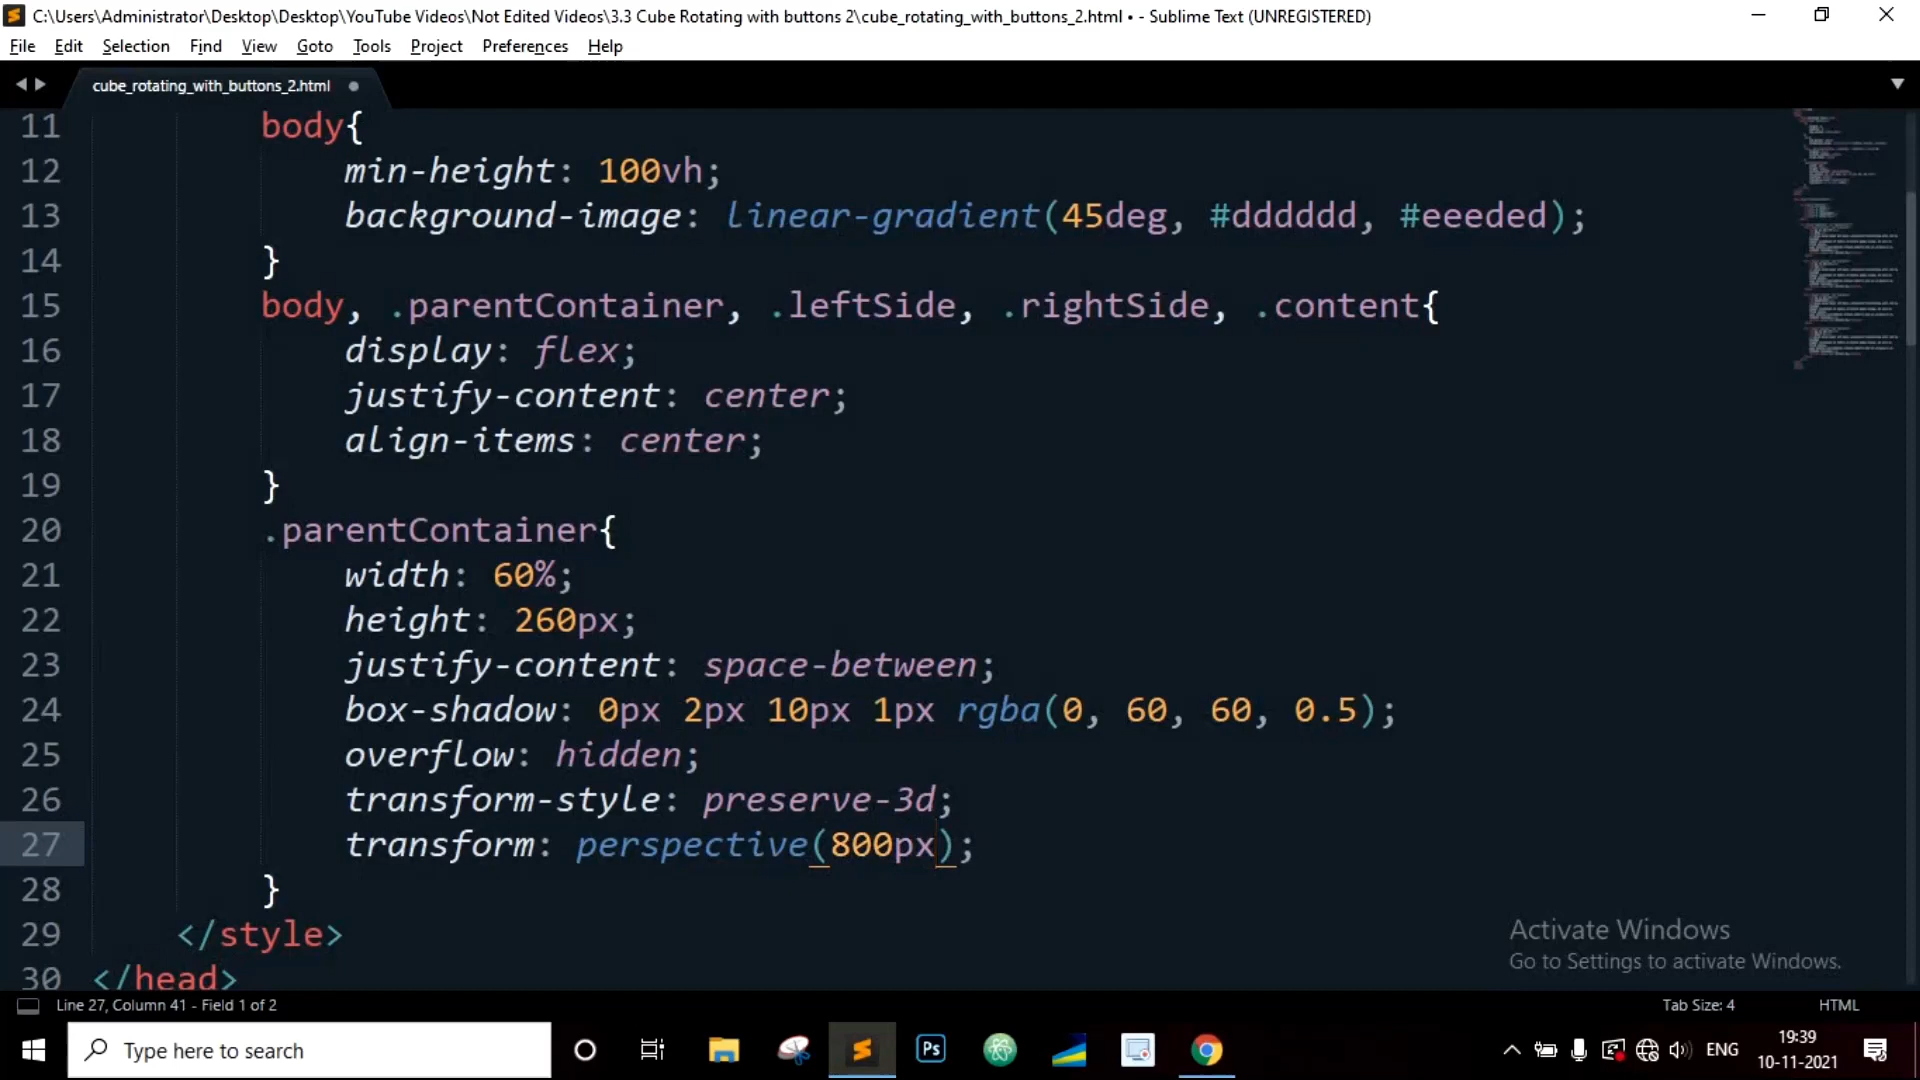 C:\Users\Administrator\Desktop\Desktop\YouTube Videos\Not Edited Videos\3.3 Cube Rotating with buttons 2\cube_rotating_with_buttons_2.html • - Sublime Text (UNREGISTERED)
File Edit Selection Find View Goto Tools Project Preferences Help
cube_rotating_with_buttons_2.html
11 body{
12 min-height: 100vh;
13 background-image: linear-gradient(45deg, #dddddd, #eeeded);
14 }
15 body, .parentContainer, .leftSide, .rightSide, .content{
16 display: flex;
17 justify-content: center;
18 align-items: center;
19 }
20 .parentContainer{
21 width: 60%;
22 height: 260px;
23 justify-content: space-between;
24 box-shadow: 0px 2px 10px 1px rgba(0, 60, 60, 0.5);
25 overflow: hidden;
26 transform-style: preserve-3d;
27 transform: perspective(800px);
28 }
29 </style>
30 </head>
Activate Windows
Go to Settings to activate Windows.
Line 27, Column 41 - Field 1 of 2 Tab Size: 4 HTML
Type here to search Ps ENG 19:39
10-11-2021